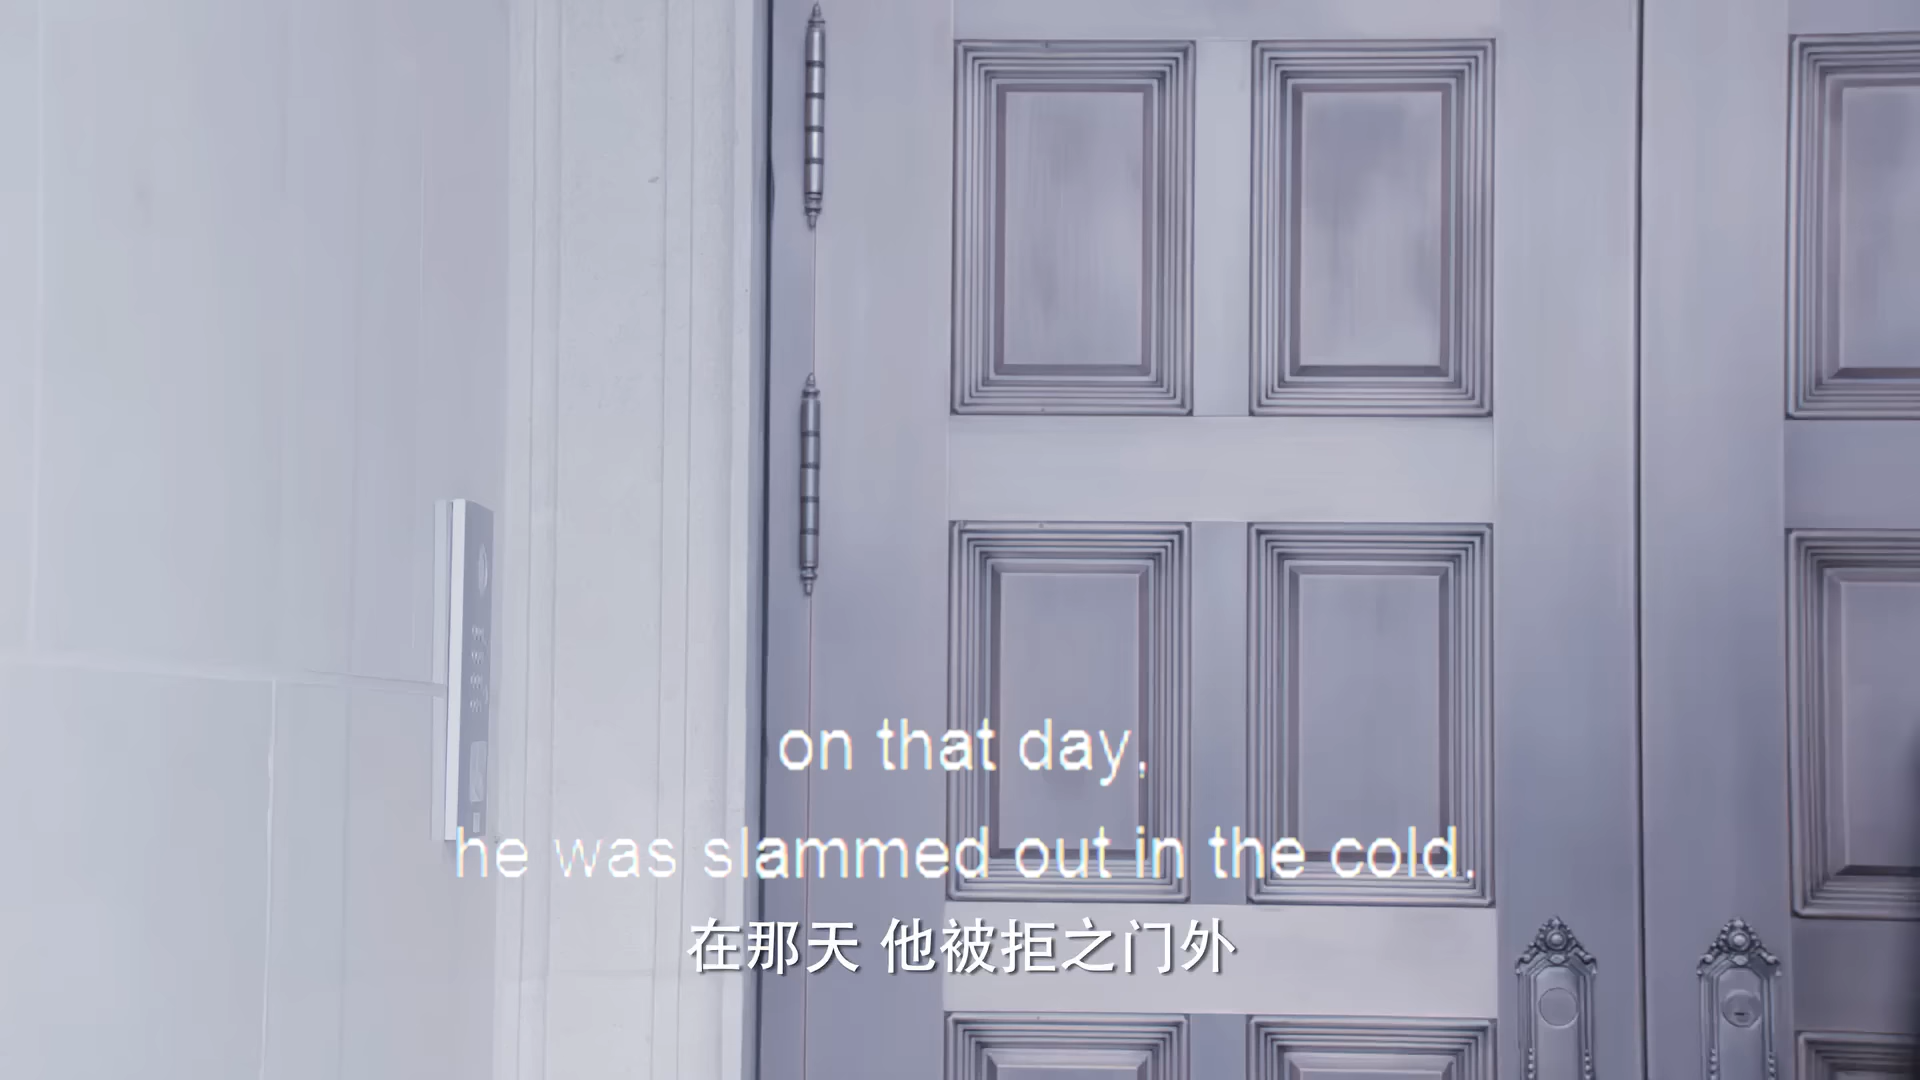 on that day,
he was slammed out in the cold.
在那天 他被拒之门外